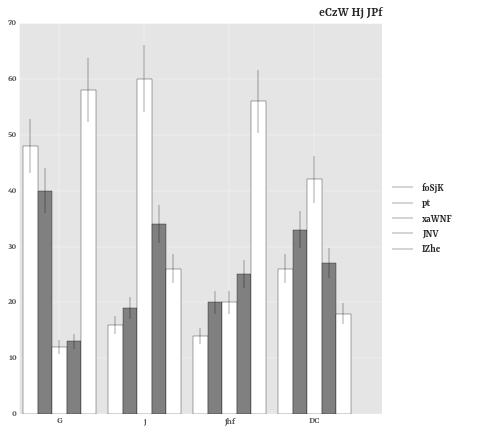 eCzW Hj JPf
70
60
50
40
30
20
10
0
G
J
Jhf
DC
foSjK
pt
xaWNF
JNV
IZhe